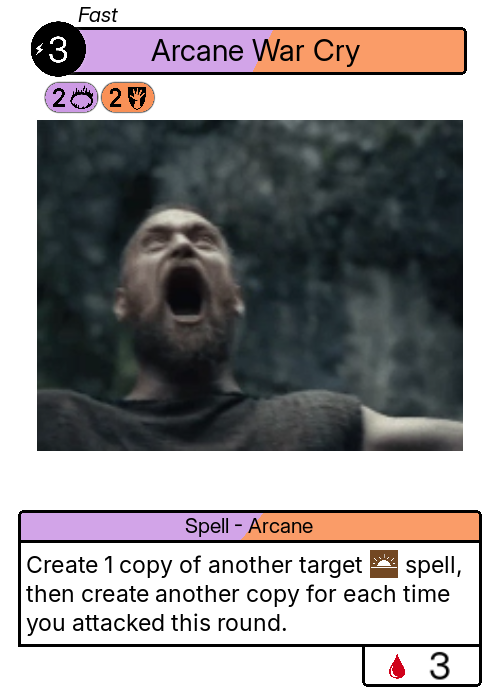 Fast
3
Arcane War Cry
2 2
Spell - Arcane
Create 1 copy of another target spell,
then create another copy for each time
you attacked this round.
3